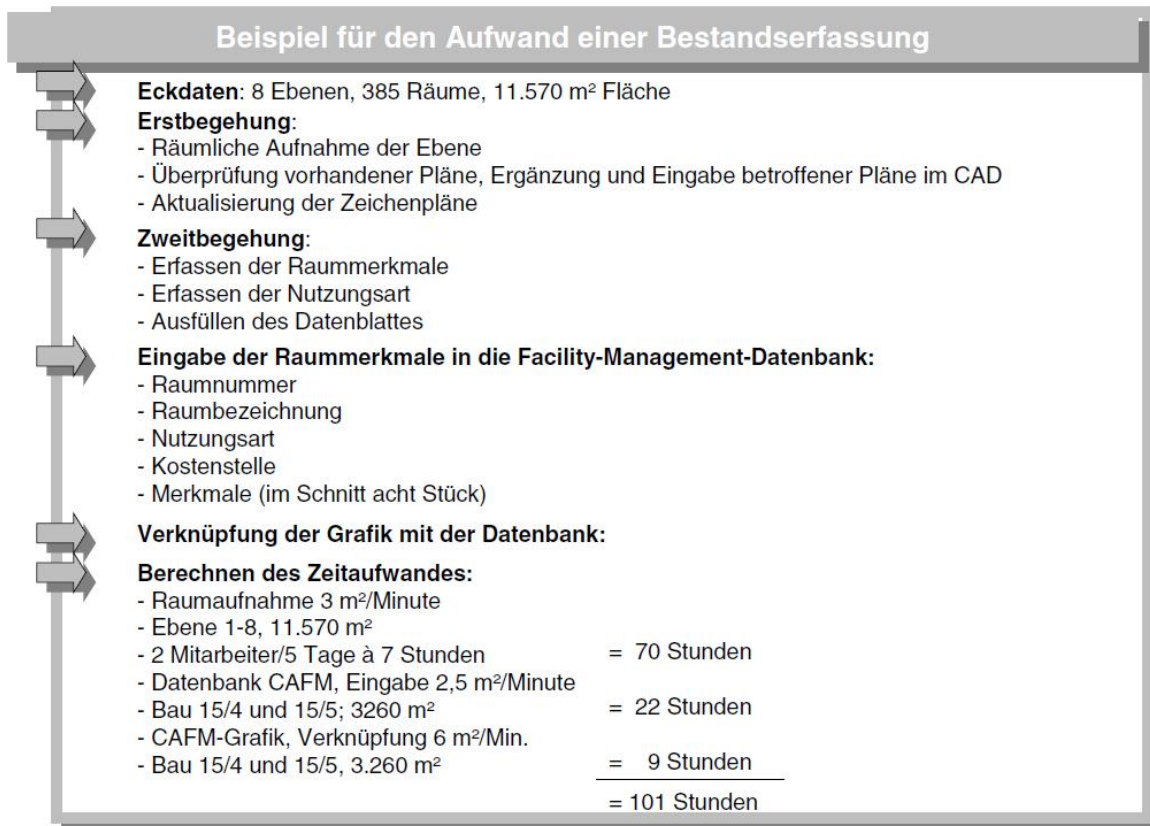 Beispiel für den Aufwand einer Bestandserfassung
Eckdaten: 8 Ebenen, 385 Räume, 11.570 m² Fläche
Erstbegehung:
- Räumliche Aufnahme der Ebene
- Überprüfung vorhandener Pläne, Ergänzung und Eingabe betroffener Pläne im CAD
- Aktualisierung der Zeichenpläne
Zweitbegehung:
- Erfassen der Raummerkmale
- Erfassen der Nutzungsart
- Ausfüllen des Datenblattes
Eingabe der Raummerkmale in die Facility-Management-Datenbank:
- Raumnummer
- Raumbezeichnung
- Nutzungsart
- Kostenstelle
- Merkmale (im Schnitt acht Stück)
Verknüpfung der Grafik mit der Datenbank:
Berechnen des Zeitaufwandes:
- Raumaufnahme 3 m²/Minute
- Ebene 1-8, 11.570 m²
- 2 Mitarbeiter/5 Tage à 7 Stunden = 70 Stunden
- Datenbank CAFM, Eingabe 2,5 m²/Minute
- Bau 15/4 und 15/5; 3260 m² = 22 Stunden
- CAFM-Grafik, Verknüpfung 6 m²/Min.
- Bau 15/4 und 15/5, 3.260 m² = 9 Stunden
= 101 Stunden